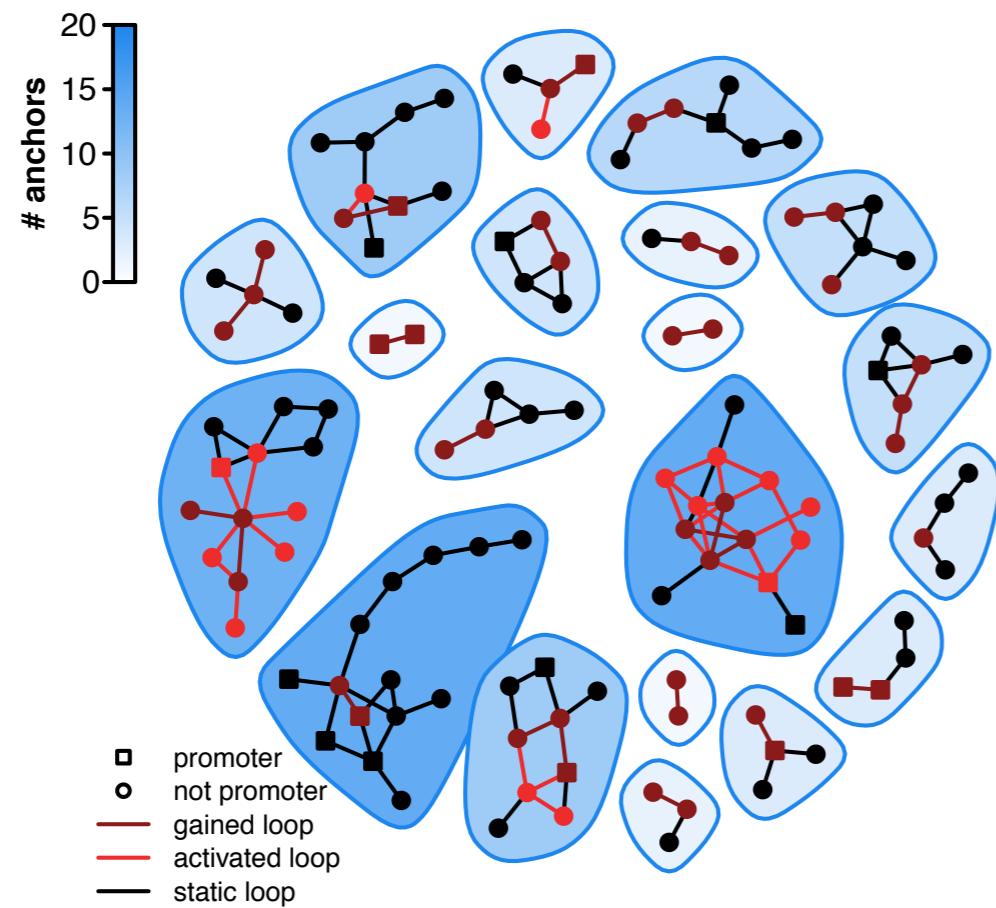 20
15
10
5
0
# anchors
promoter
not promoter
gained loop
activated loop
static loop